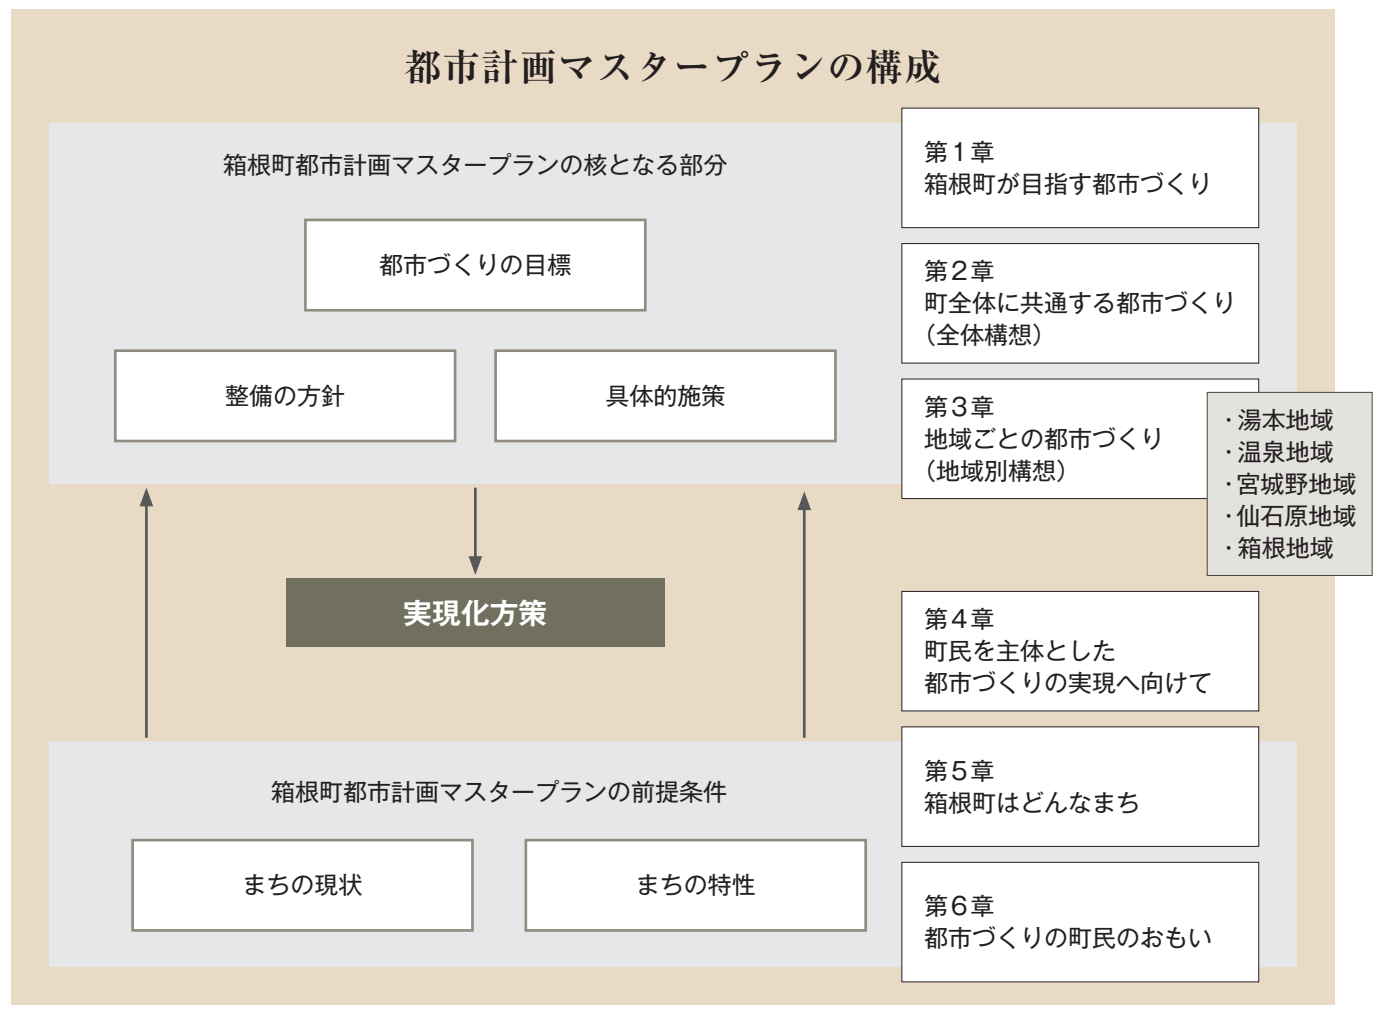 都市計画マスタープランの構成
箱根町都市計画マスタープランの核となる部分
都市づくりの目標
整備の方針
具体的施策
第1章
箱根町が目指す都市づくり
第2章
町全体に共通する都市づくり
（全体構想）
第3章
地域ごとの都市づくり
（地域別構想）
・湯本地域
・温泉地域
・宮城野地域
・仙石原地域
・箱根地域
実現化方策
第4章
町民を主体とした
都市づくりの実現へ向けて
箱根町都市計画マスタープランの前提条件
まちの現状
まちの特性
第5章
箱根町はどんなまち
第6章
都市づくりの町民のおもい